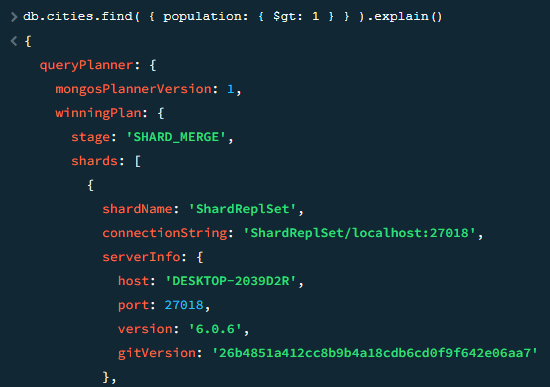 > db.cities.find( { population: { $gt: 1 } } ).explain()
< {
queryPlanner: {
mongosPlannerVersion: 1,
winningPlan: {
stage: 'SHARD_MERGE',
shards: [
{
shardName: 'ShardReplSet',
connectionString: 'ShardReplSet/localhost:27018',
serverInfo: {
host: 'DESKTOP-2039D2R',
port: 27018,
version: '6.0.6',
gitVersion: '26b4851a412cc8b9b4a18cdb6cd0f9f642e06aa7'
},